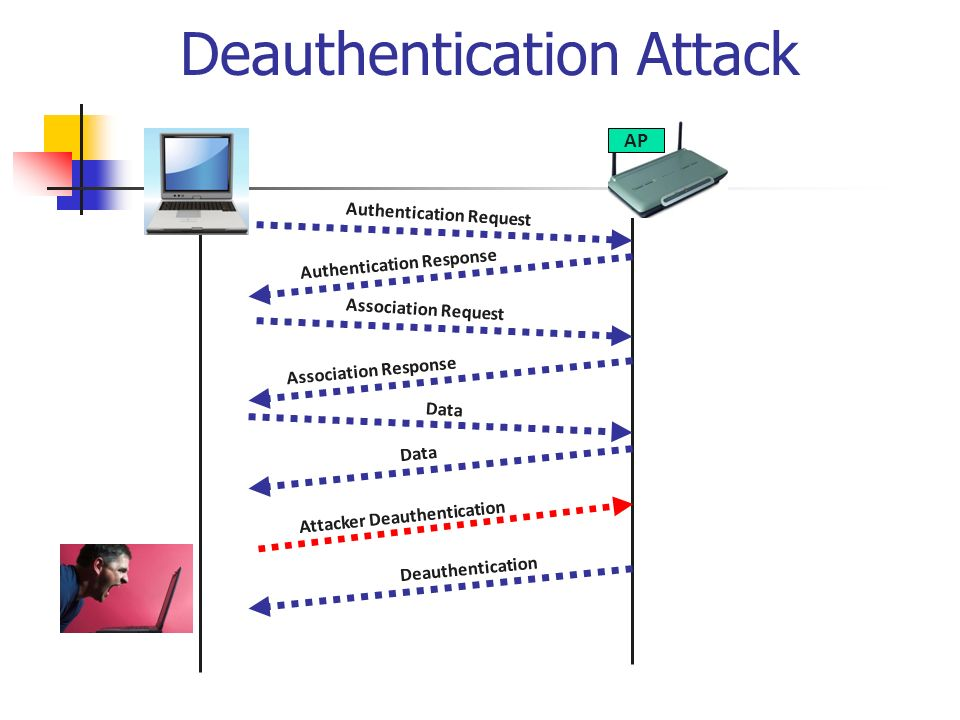 Deauthentication Attack
AP
Authentication Request
Authentication Response
Association Request
Association Response
Data
Data
Attacker Deauthentication
Deauthentication